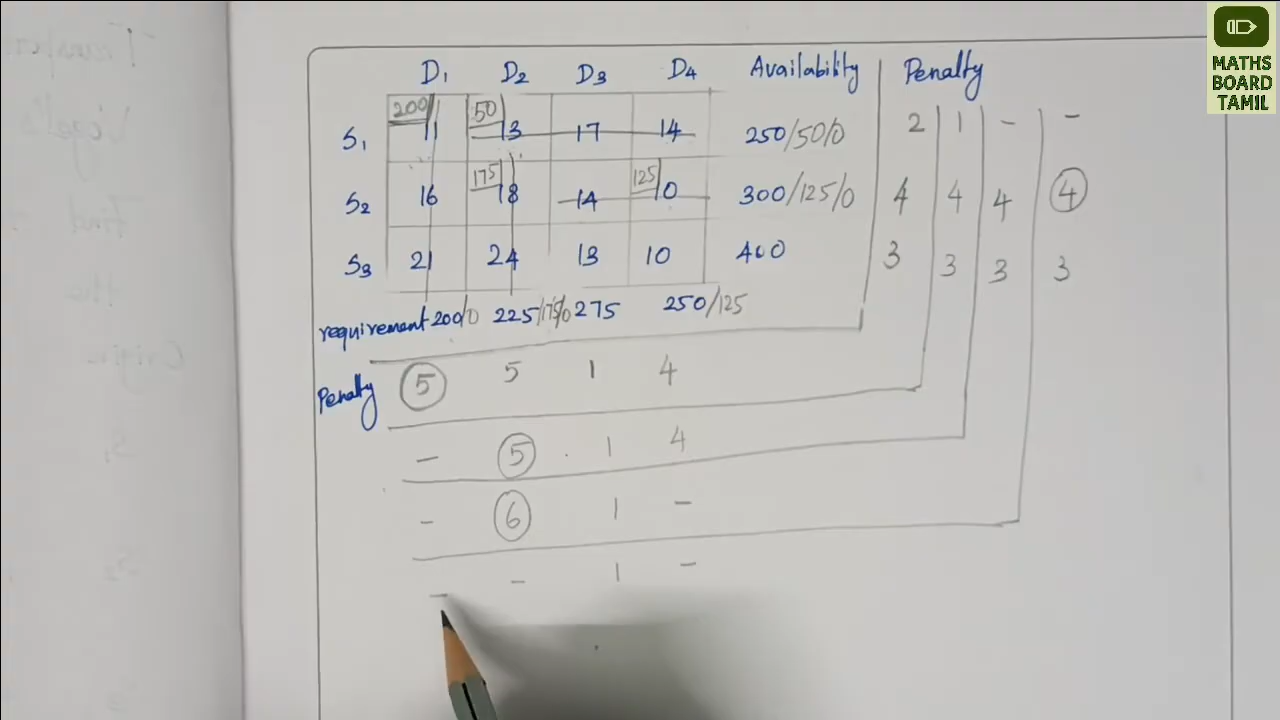 MATHS
BOARD
TAMIL
D1 D2 D3 D4 Availability Penalty
200 50
S1 11 13 17 14 250/50/0 2 1 - -
175 125
S2 16 18 14 10 300/125/0 4 4 4 4
S3 21 24 13 10 400 3 3 3 3
requirement 200/0 225/175/0 275 250/125
Penalty 5 5 1 4
- 5 1 4
- 6 1 -
- - 1 -
-